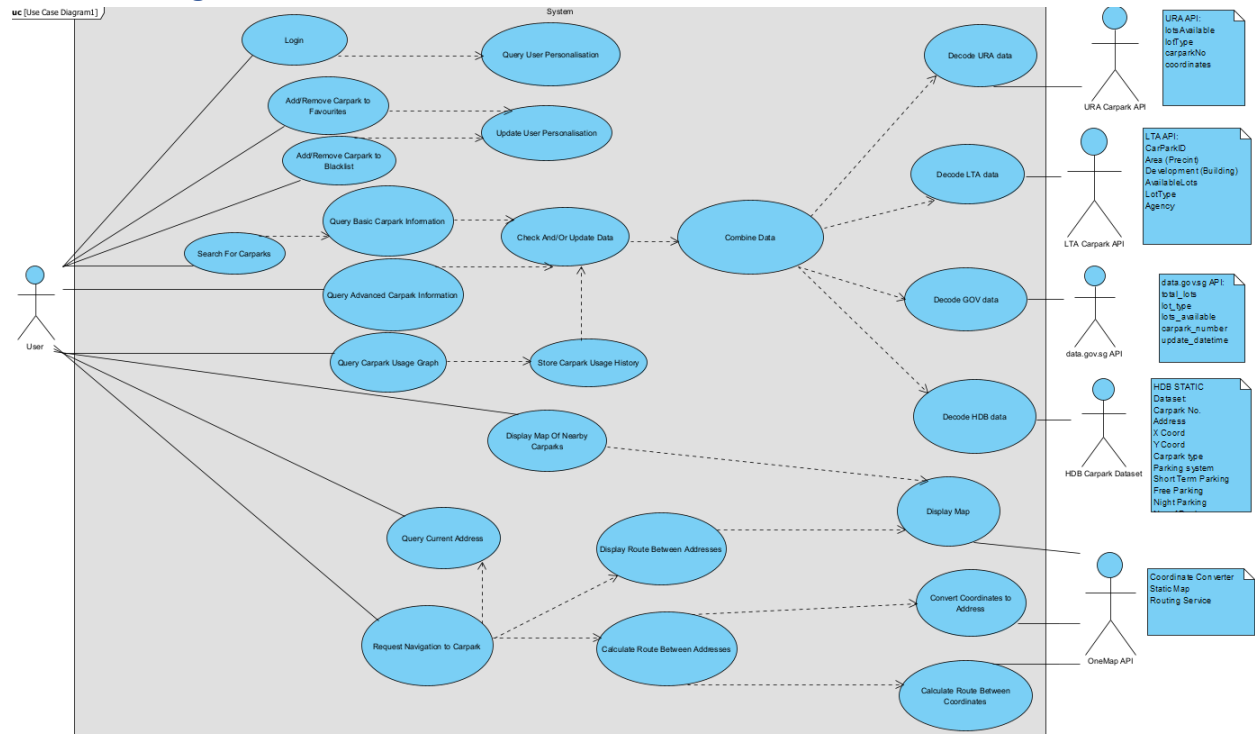 uc [Use Case Diagram1]
System
Login
Query User Personalisation
Decode URA data
URA Carpark API
URA API:
lotsAvailable
lotType
carparkNo
coordinates
Add/Remove Carpark to
Favourites
Update User Personalisation
Add/Remove Carpark to
Blacklist
Decode LTA data
LTA Carpark API
LTA API:
CarParkID
Area (Precint)
Development (Building)
AvailableLots
LotType
Agency
Query Basic Carpark Information
Search For Carparks
Check And/Or Update Data
Combine Data
Query Advanced Carpark Information
Decode GOV data
data.gov.sg API
data.gov.sg API:
total_lots
lot_type
lots_available
carpark_number
update_datetime
User
Query Carpark Usage Graph
Store Carpark Usage History
Decode HDB data
HDB Carpark Dataset
HDB STATIC
Dataset:
Carpark No.
Address
X Coord
Y Coord
Carpark type
Parking system
Short Term Parking
Free Parking
Night Parking
Display Map Of Nearby
Carparks
Display Map
Query Current Address
Display Route Between Addresses
Convert Coordinates to
Address
OneMap API
Coordinate Converter
Static Map
Routing Service
Request Navigation to Carpark
Calculate Route Between Addresses
Calculate Route Between
Coordinates